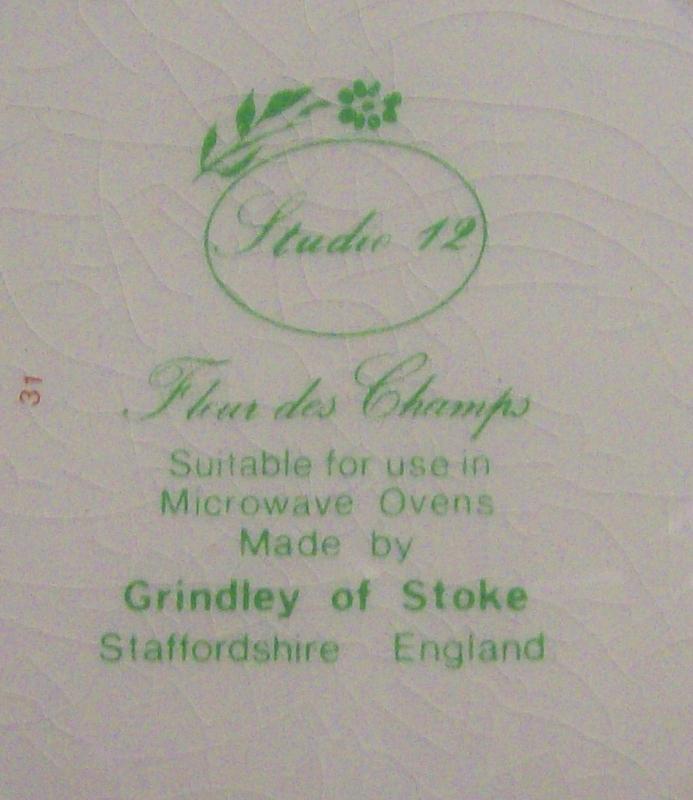 Studio 12
Fleur des Champs
Suitable for use in
Microwave Ovens
Made by
Grindley of Stoke
Staffordshire England
31